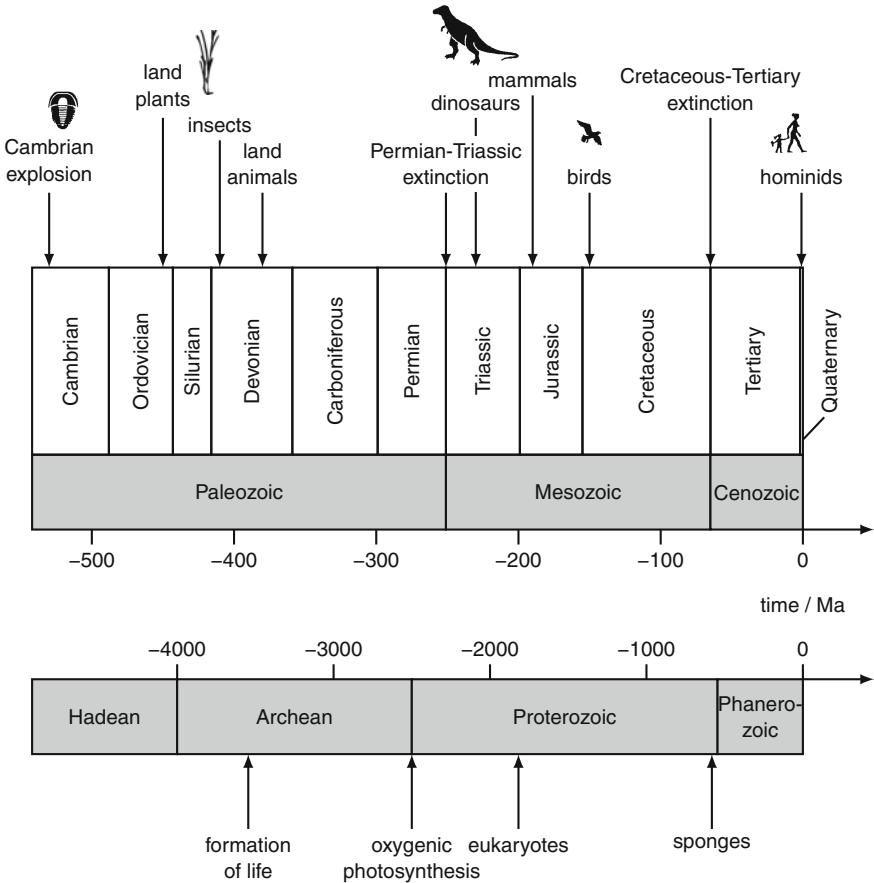 land
plants
insects
land
animals
Cambrian
explosion
mammals
dinosaurs
Permian-Triassic
extinction
birds
Cretaceous-Tertiary
extinction
hominids
Cambrian
Ordovician
Silurian
Devonian
Carboniferous
Permian
Triassic
Jurassic
Cretaceous
Tertiary
Quaternary
Paleozoic
Mesozoic
Cenozoic
−500
−400
−300
−200
−100
0
time / Ma
−4000
−3000
−2000
−1000
0
Hadean
Archean
Proterozoic
Phanero-
zoic
formation
of life
oxygenic
photosynthesis
eukaryotes
sponges